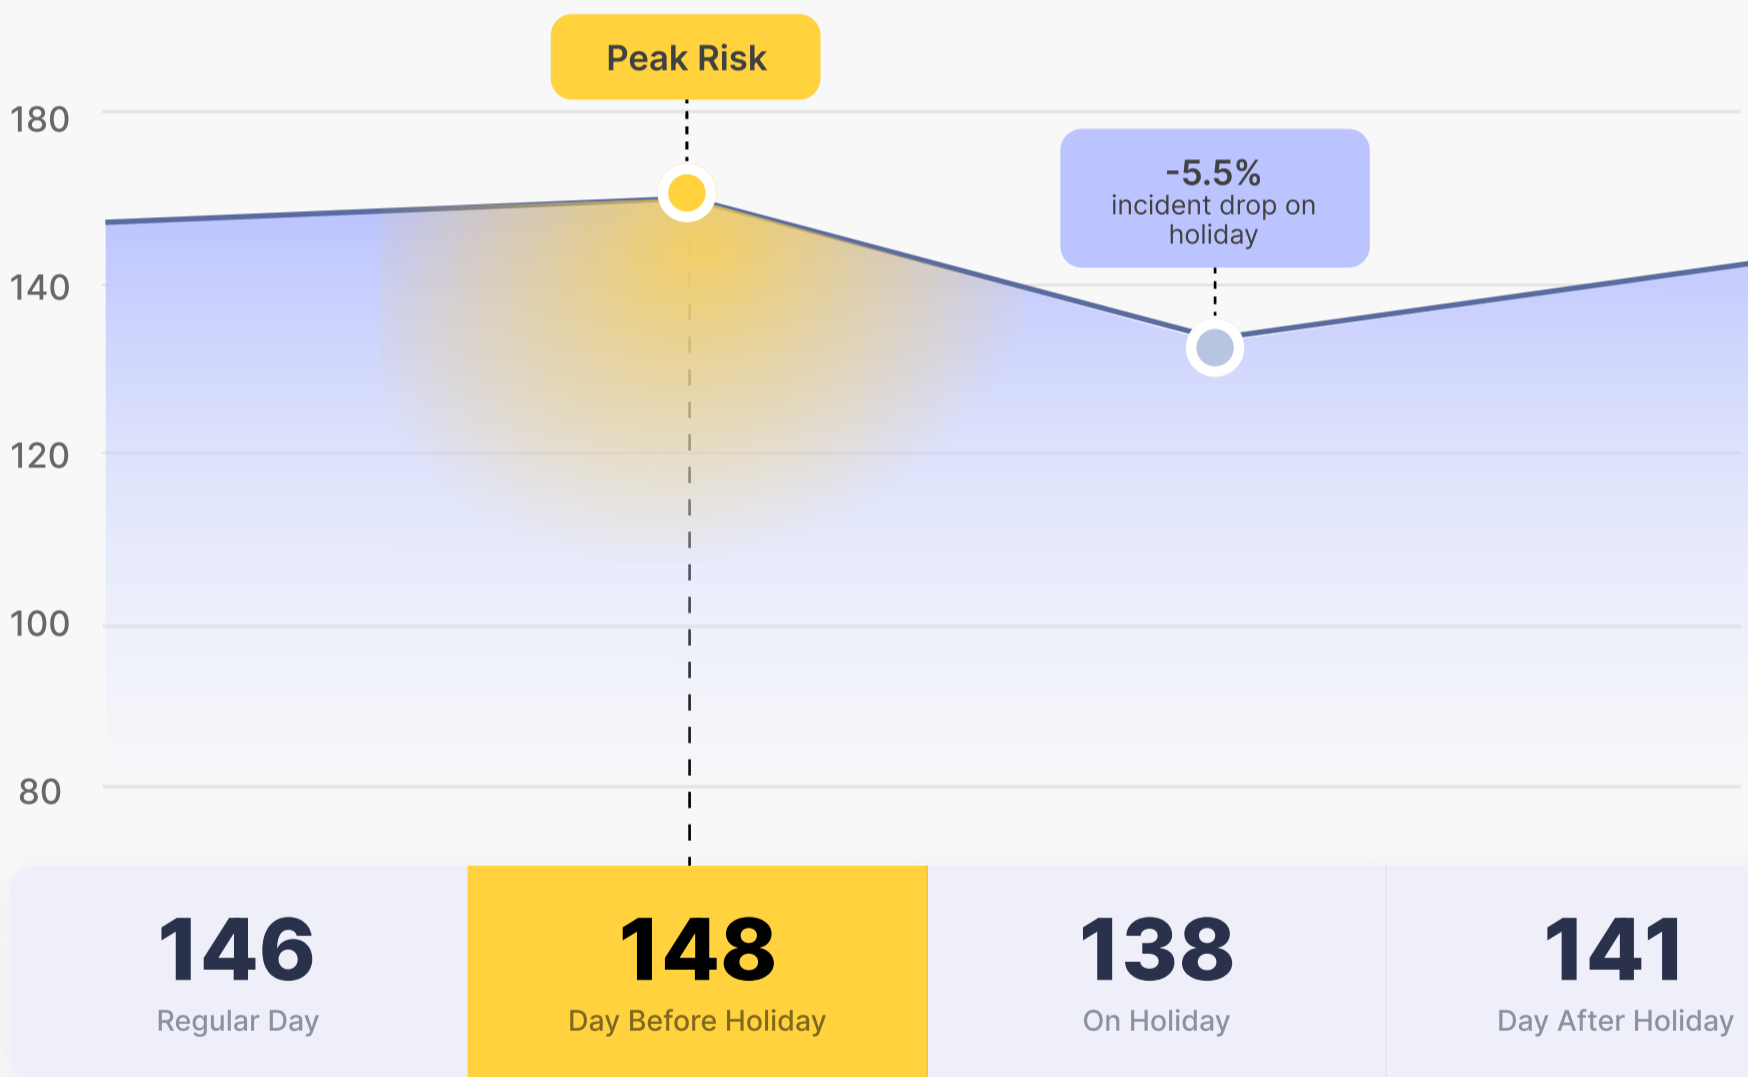 Peak Risk
180
-5.5%
incident drop on
holiday
140
120
100
80
146
Regular Day
148
Day Before Holiday
138
On Holiday
141
Day After Holiday